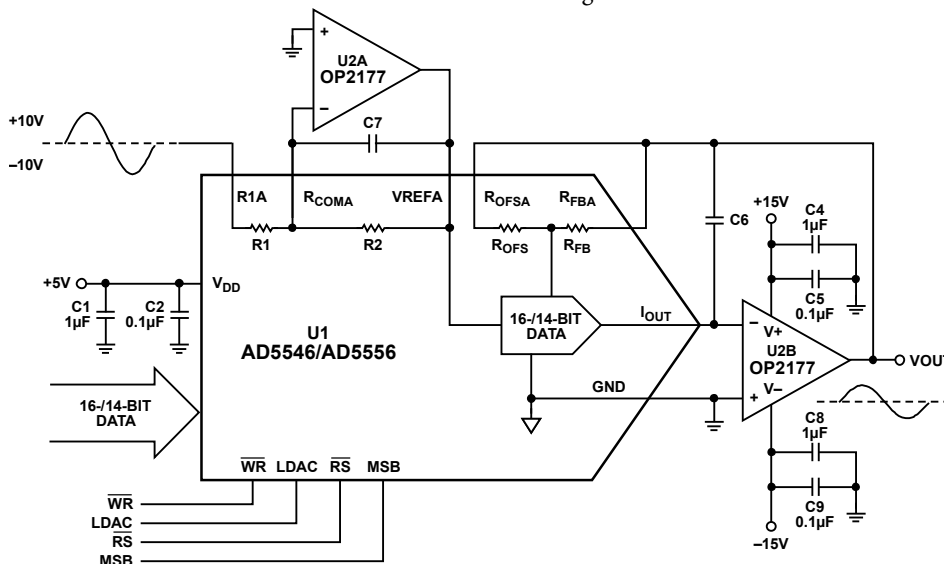 U2A
OP2177
+
–
C7
+10V
–10V
R1A
RCOMA
VREFA
ROFSA
RFBA
R1
R2
ROFS
RFB
C6
+15V
C4
1µF
C5
0.1µF
+5V
C1
1µF
C2
0.1µF
VDD
U1
AD5546/AD5556
16-/14-BIT
DATA
IOUT
GND
–
V+
U2B
OP2177
V–
+
VOUT
16-/14-BIT
DATA
C8
1µF
C9
0.1µF
–15V
WR LDAC RS MSB
WR
LDAC
RS
MSB